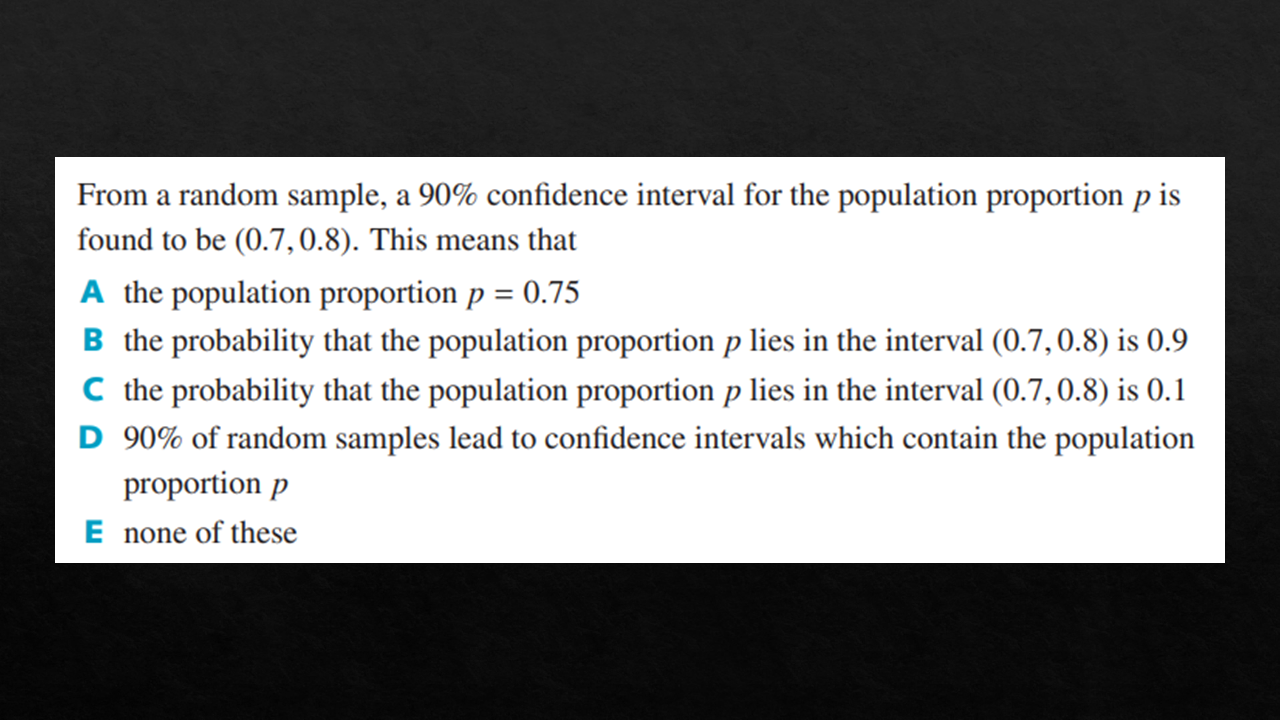 From a random sample, a 90% confidence interval for the population proportion p is
found to be (0.7, 0.8). This means that
A the population proportion p = 0.75
B the probability that the population proportion p lies in the interval (0.7, 0.8) is 0.9
C the probability that the population proportion p lies in the interval (0.7, 0.8) is 0.1
D 90% of random samples lead to confidence intervals which contain the population
proportion p
E none of these